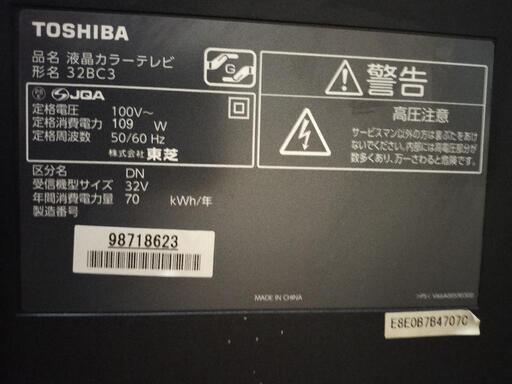 TOSHIBA
品名 液晶カラーテレビ
形名 32BC3
G
S JQA
定格電圧 100V～
定格消費電力 109 W
定格周波数 50/60 Hz
株式会社 東芝
区分名 DN
受信機型サイズ 32V
年間消費電力量 70 kWh/年
製造番号
98718623
警告
高圧注意
サービスマン以外の方は裏ぶたをあけ
ないでください。内部には高電圧部分が
数多くあり、万一さわると危険です。
MADE IN CHINA
E8E0B7B4707C